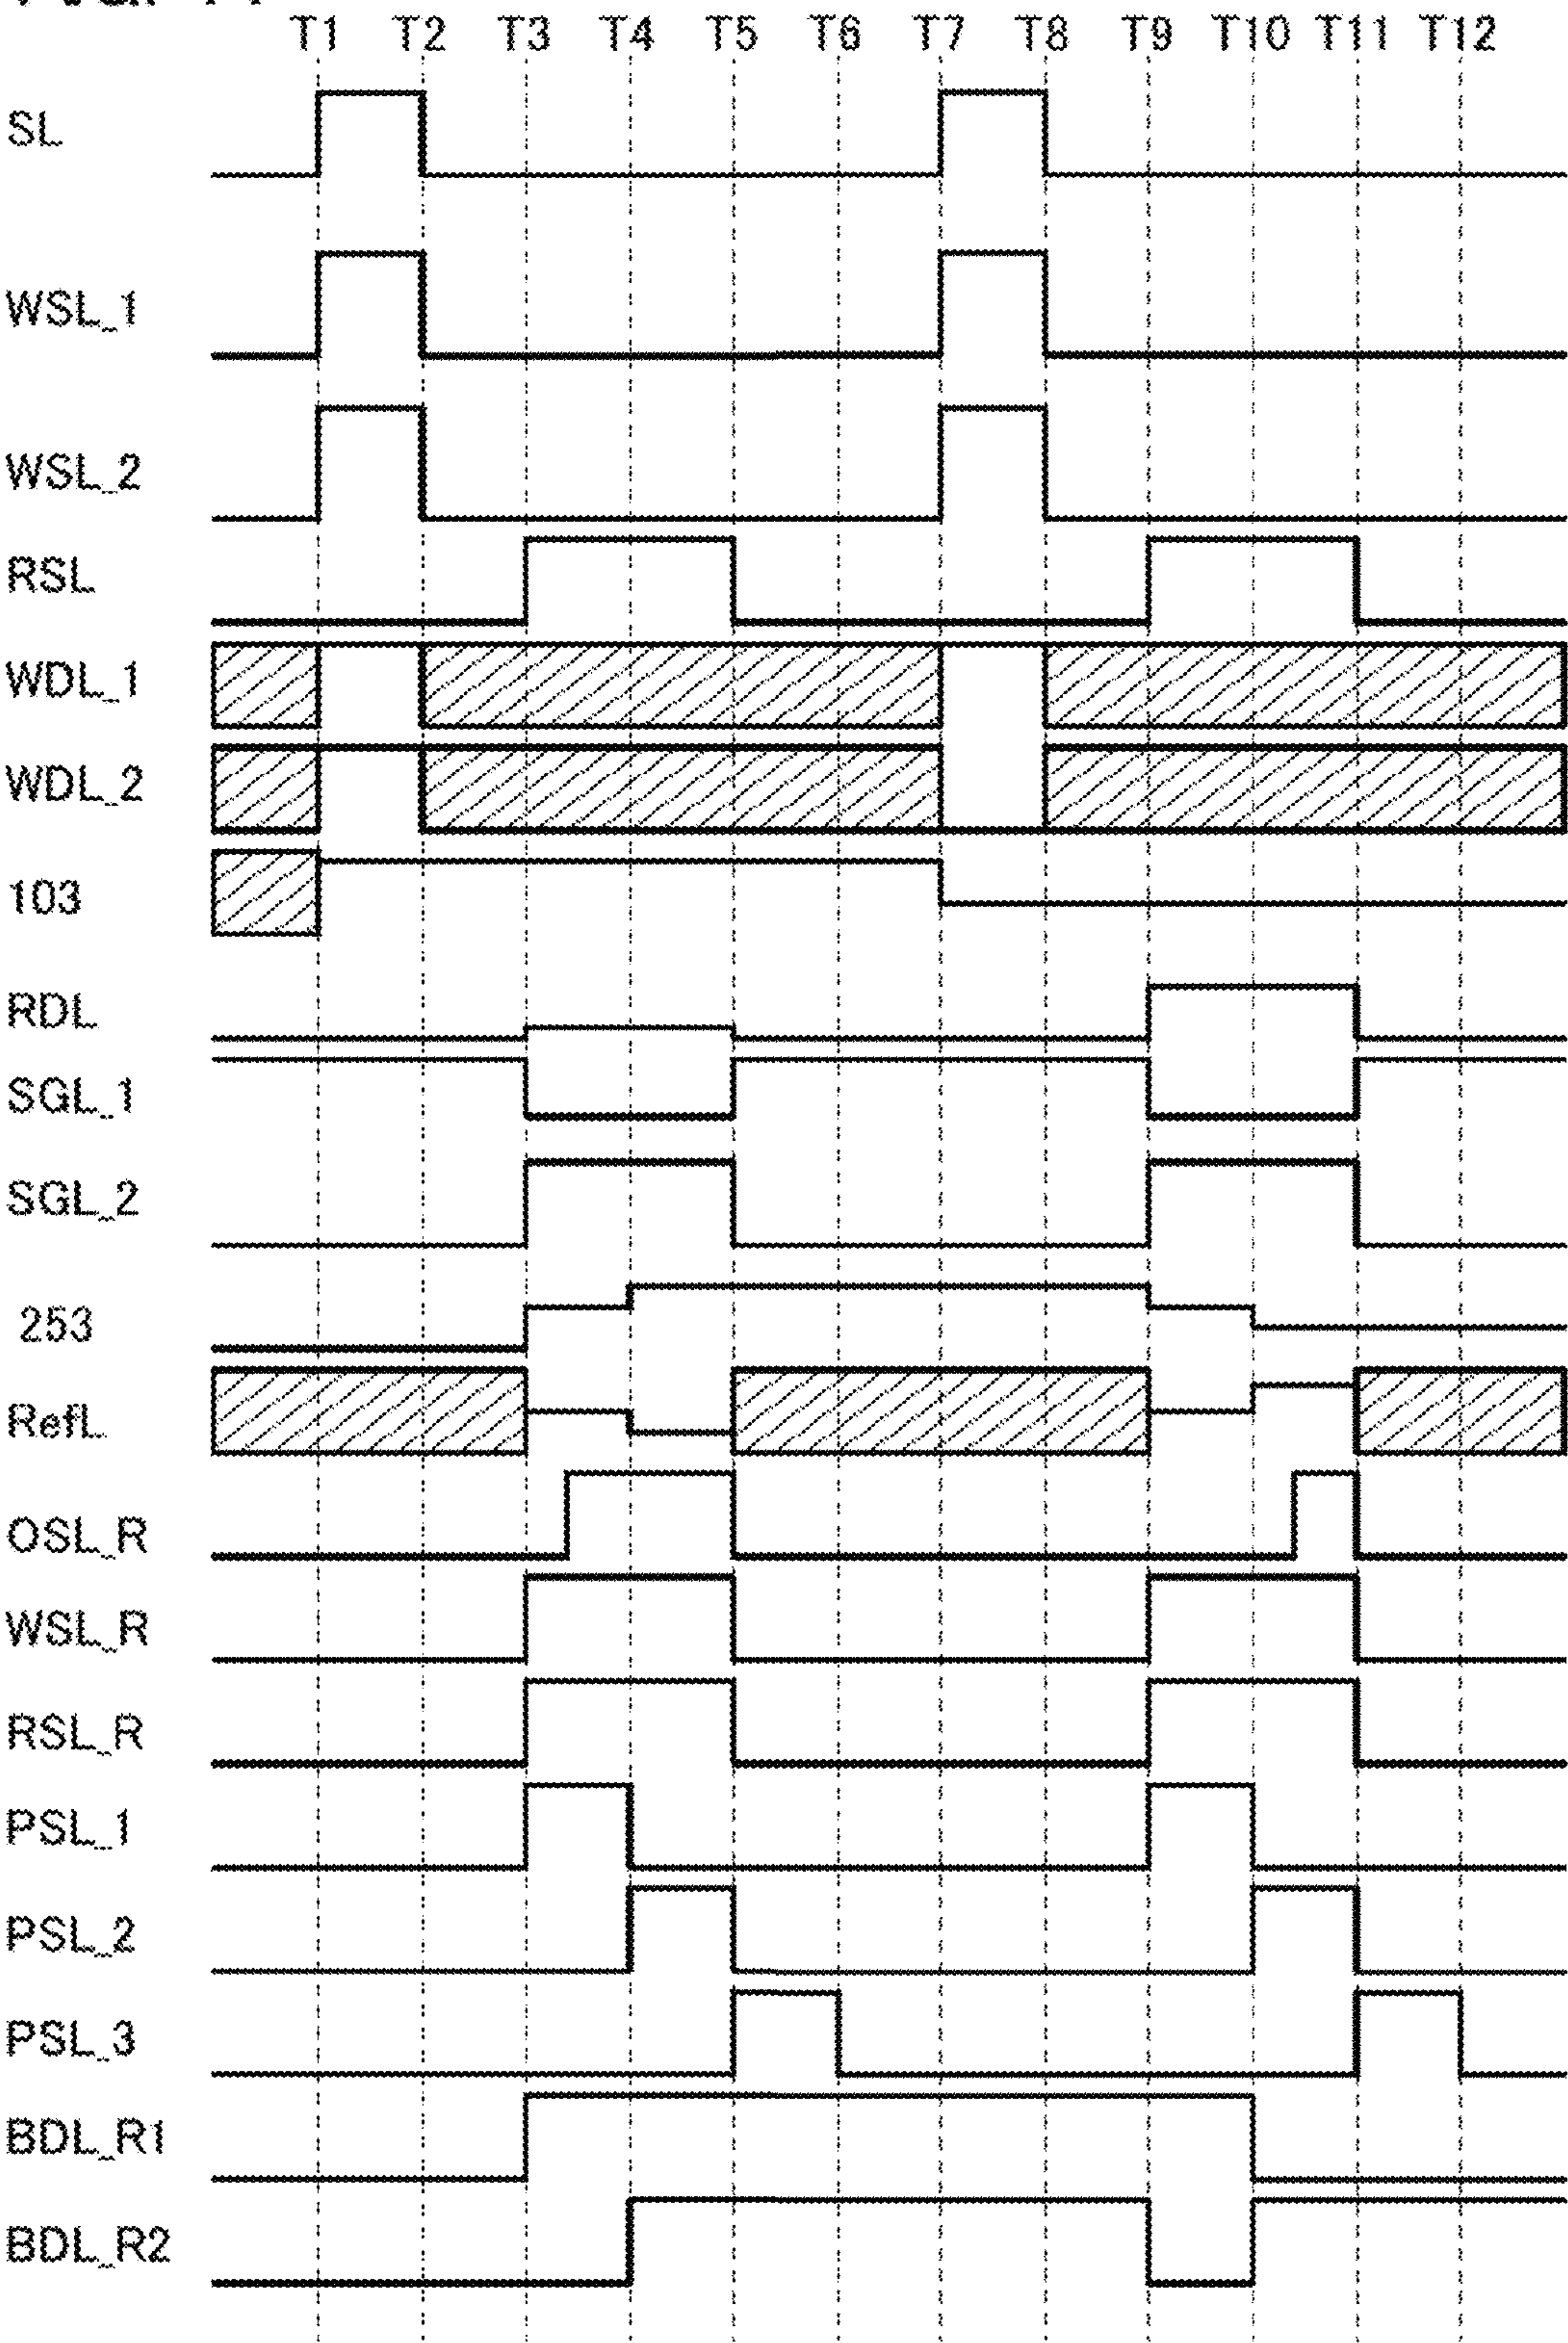 T1 T2 T3 T4 T5 T6 T7 T8 T9 T10 T11 T12
SL
WSL_1
WSL_2
RSL
WDL_1
WDL_2
103
RDL
SGL_1
SGL_2
253
RefL
OSL_R
WSL_R
RSL_R
PSL_1
PSL_2
PSL_3
BDL_R1
BDL_R2